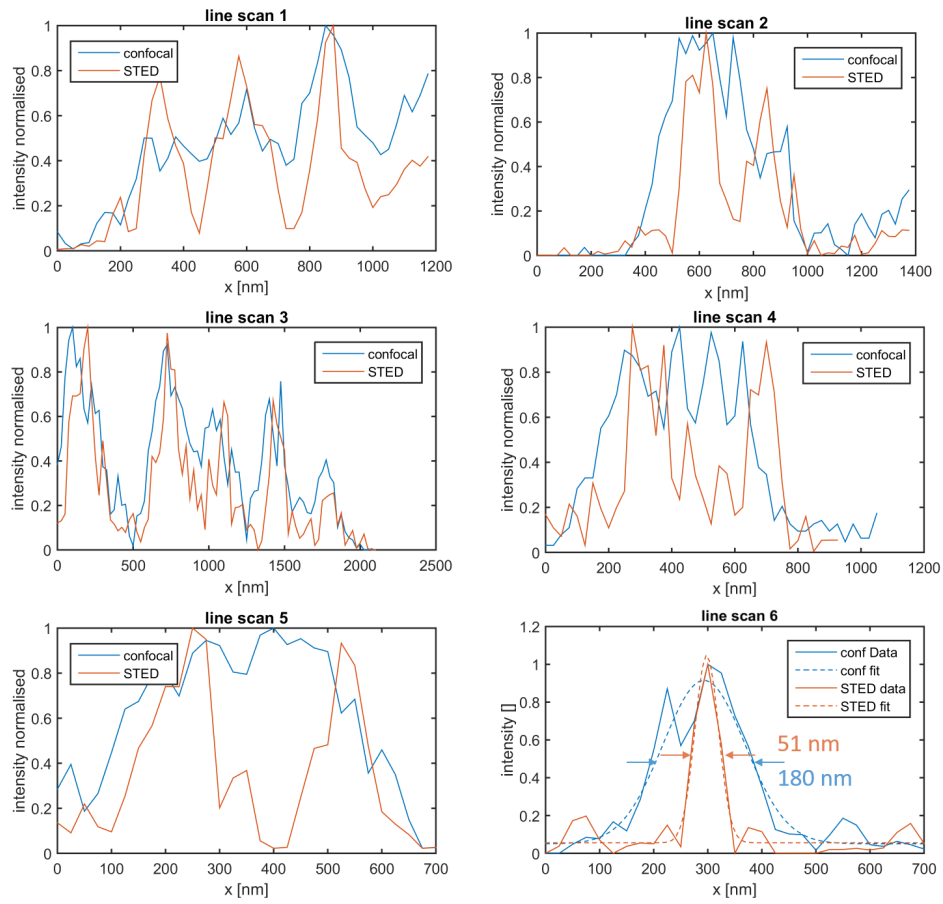 line scan 1
intensity normalised
1
0.8
0.6
0.4
0.2
0
confocal
STED
0 200 400 600 800 1000 1200
x [nm]
line scan 2
intensity normalised
1
0.8
0.6
0.4
0.2
0
confocal
STED
0 200 400 600 800 1000 1200 1400
x [nm]
line scan 3
intensity normalised
1
0.8
0.6
0.4
0.2
0
confocal
STED
0 500 1000 1500 2000 2500
x [nm]
line scan 4
intensity normalised
1
0.8
0.6
0.4
0.2
0
confocal
STED
0 200 400 600 800 1000 1200
x [nm]
line scan 5
intensity normalised
1
0.8
0.6
0.4
0.2
0
confocal
STED
0 100 200 300 400 500 600 700
x [nm]
line scan 6
intensity []
1.2
1
0.8
0.6
0.4
0.2
0
conf Data
conf fit
STED data
STED fit
51 nm
180 nm
0 100 200 300 400 500 600 700
x [nm]